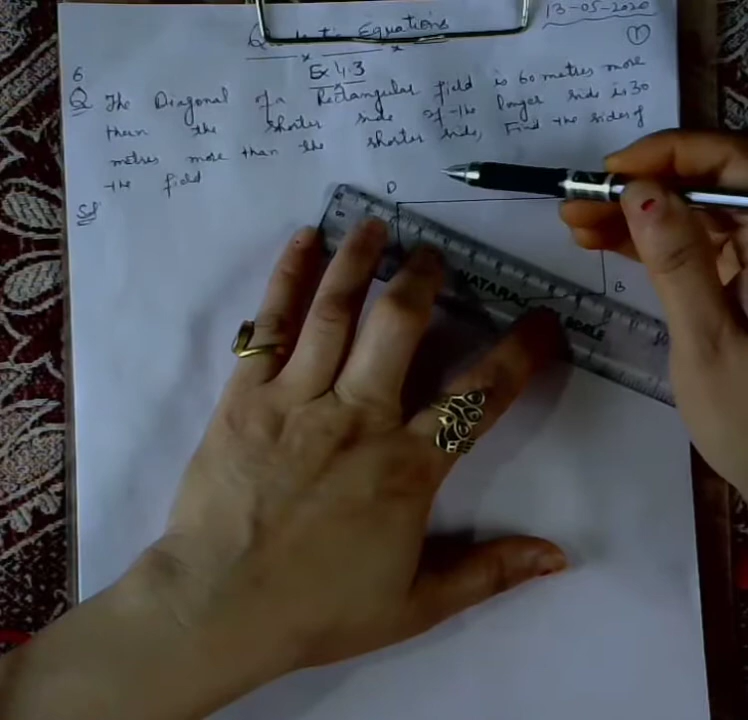 13-05-2020
Equations
1
Ex 4.3
6
Q The Diagonal of a Rectangular field is 60 metres more
than the shorter side If the longer side is 30
metres more than the shorter side, Find the sides of
the field
Sol
D
B
NATARAJ
SCALE